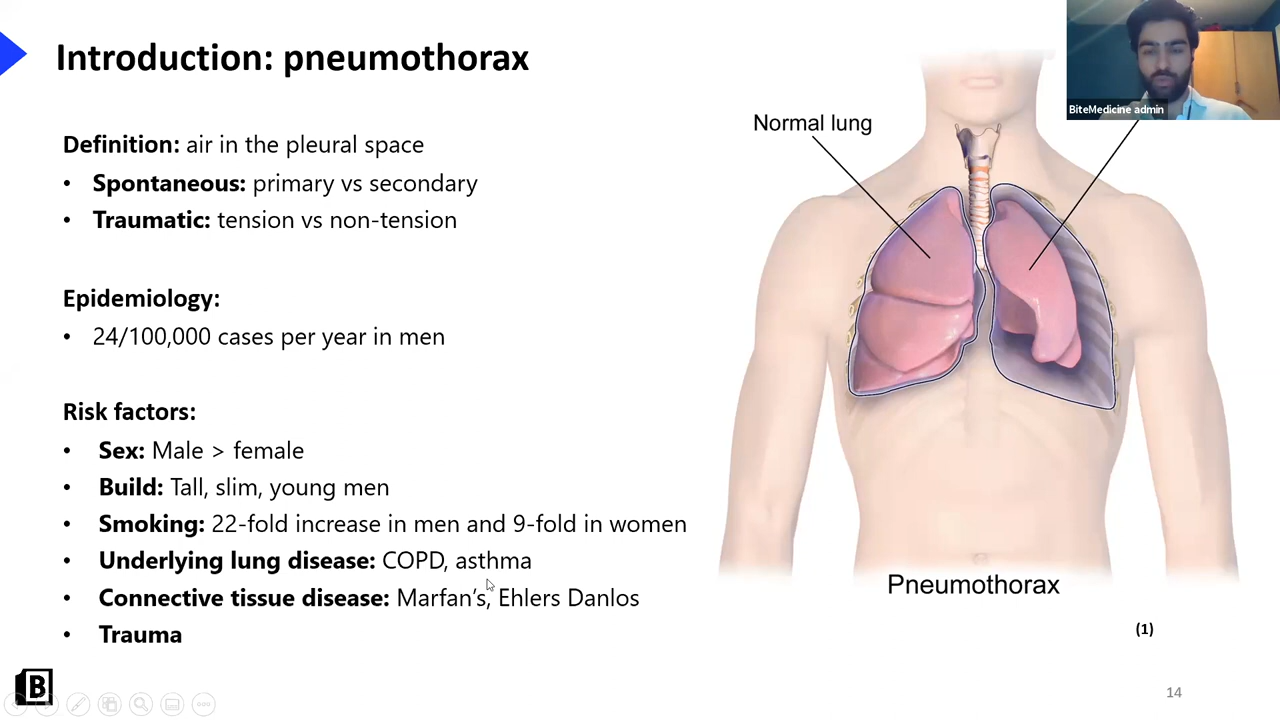 Introduction: pneumothorax
BiteMedicine admin
Definition: air in the pleural space
• Spontaneous: primary vs secondary
• Traumatic: tension vs non-tension
Epidemiology:
• 24/100,000 cases per year in men
Risk factors:
• Sex: Male > female
• Build: Tall, slim, young men
• Smoking: 22-fold increase in men and 9-fold in women
• Underlying lung disease: COPD, asthma
• Connective tissue disease: Marfan's, Ehlers Danlos
• Trauma
Normal lung
Pneumothorax
(1)
B
14